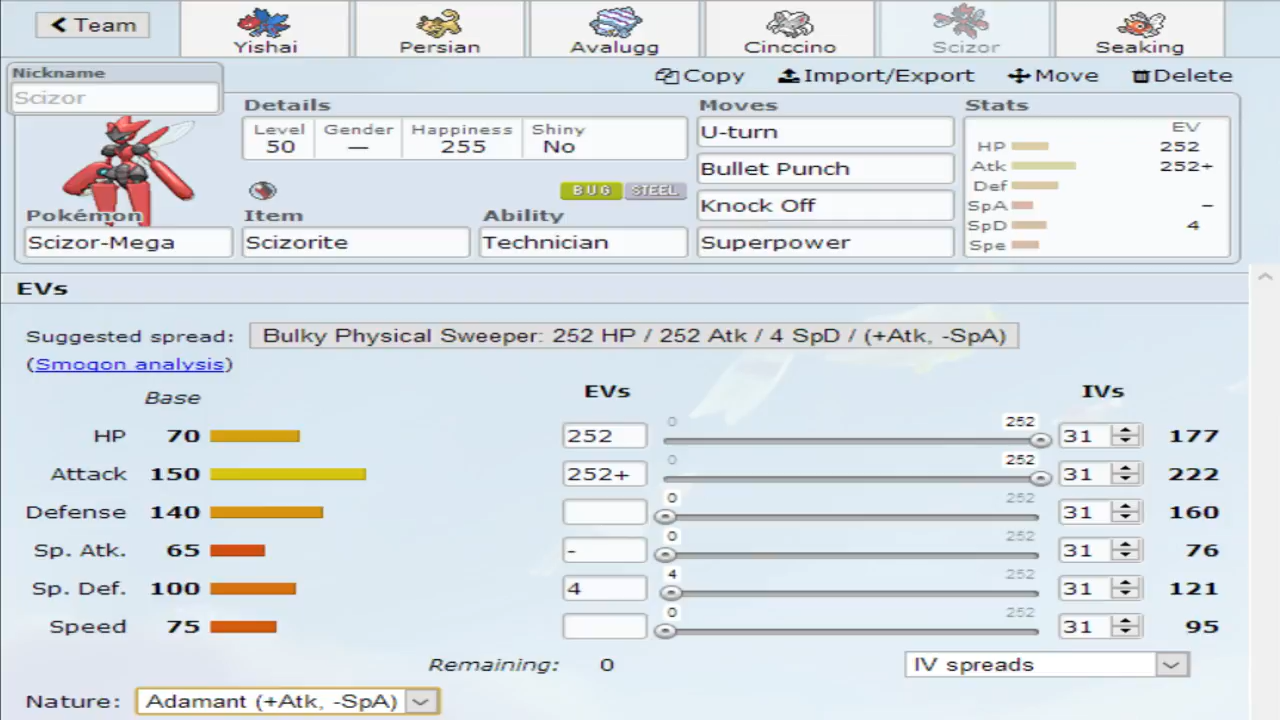 Team
Yishai
Persian
Avalugg
Cinccino
Scizor
Seaking
Copy
Import/Export
Move
Delete
Nickname
Scizor
Details
Level
50
Gender
—
Happiness
255
Shiny
No
BUG
STEEL
Pokémon
Scizor-Mega
Item
Scizorite
Ability
Technician
Moves
U-turn
Bullet Punch
Knock Off
Superpower
Stats
EV
HP 252
Atk 252+
Def
SpA –
SpD 4
Spe
EVs
Suggested spread: Bulky Physical Sweeper: 252 HP / 252 Atk / 4 SpD / (+Atk, -SpA)
(Smogon analysis)
Base EVs IVs
0 252
HP 70 252 31 177
0 252
Attack 150 252+ 31 222
0 252
Defense 140 31 160
0 252
Sp. Atk. 65 - 31 76
4 252
Sp. Def. 100 4 31 121
0 252
Speed 75 31 95
Remaining: 0 IV spreads
Nature: Adamant (+Atk, -SpA)